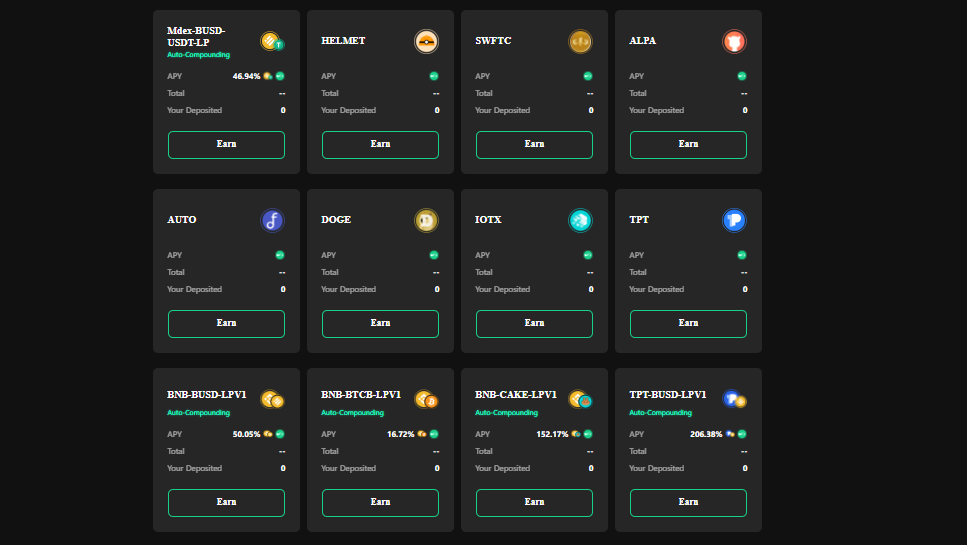 Mdex-BUSD-
USDT-LP
Auto-Compounding
APY 46.94%
Total --
Your Deposited 0
Earn
HELMET
APY
Total --
Your Deposited 0
Earn
SWFTC
APY
Total --
Your Deposited 0
Earn
ALPA
APY
Total --
Your Deposited 0
Earn
AUTO
APY
Total --
Your Deposited 0
Earn
DOGE
APY
Total --
Your Deposited 0
Earn
IOTX
APY
Total --
Your Deposited 0
Earn
TPT
APY
Total --
Your Deposited 0
Earn
BNB-BUSD-LPV1
Auto-Compounding
APY 50.05%
Total --
Your Deposited 0
Earn
BNB-BTCB-LPV1
Auto-Compounding
APY 16.72%
Total --
Your Deposited 0
Earn
BNB-CAKE-LPV1
Auto-Compounding
APY 152.17%
Total --
Your Deposited 0
Earn
TPT-BUSD-LPV1
Auto-Compounding
APY 206.38%
Total --
Your Deposited 0
Earn